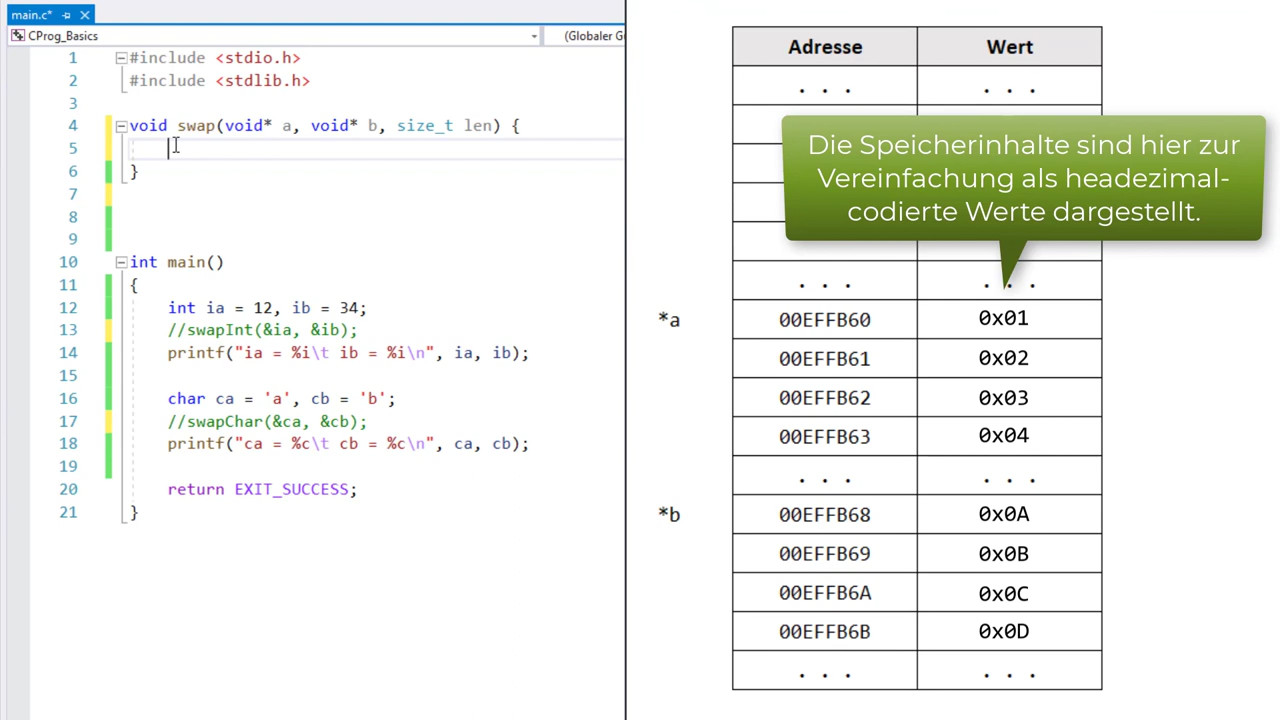 main.c*
CProg_Basics
(Globaler G
1 #include <stdio.h>
2 #include <stdlib.h>
3
4 void swap(void* a, void* b, size_t len) {
5
6 }
7
8
9
10 int main()
11 {
12 int ia = 12, ib = 34;
13 //swapInt(&ia, &ib);
14 printf("ia = %i\t ib = %i\n", ia, ib);
15
16 char ca = 'a', cb = 'b';
17 //swapChar(&ca, &cb);
18 printf("ca = %c\t cb = %c\n", ca, cb);
19
20 return EXIT_SUCCESS;
21 }
Adresse Wert
. . . . . .
Die Speicherinhalte sind hier zur
Vereinfachung als headezimal-
codierte Werte dargestellt.
. . . . . .
*a 00EFFB60 0x01
00EFFB61 0x02
00EFFB62 0x03
00EFFB63 0x04
. . . . . .
*b 00EFFB68 0x0A
00EFFB69 0x0B
00EFFB6A 0x0C
00EFFB6B 0x0D
. . . . . .